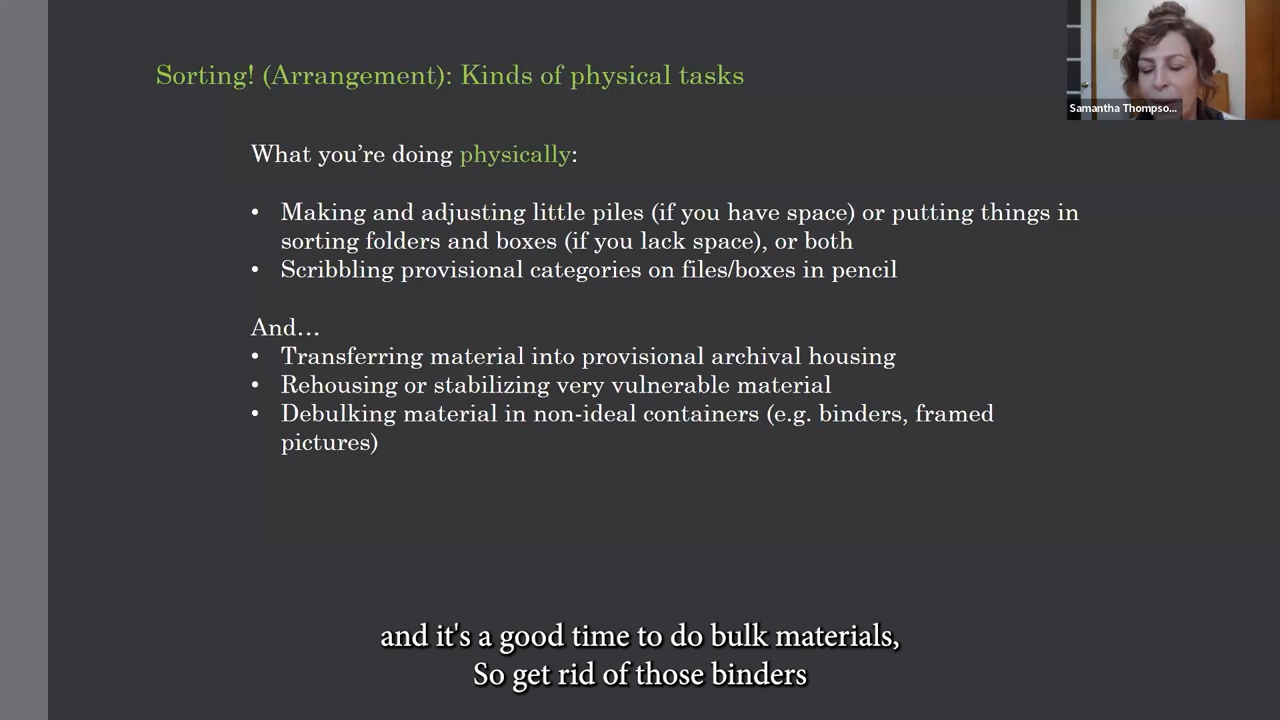 Sorting! (Arrangement): Kinds of physical tasks
Samantha Thompso...
What you’re doing physically:
• Making and adjusting little piles (if you have space) or putting things in
sorting folders and boxes (if you lack space), or both
• Scribbling provisional categories on files/boxes in pencil
And…
• Transferring material into provisional archival housing
• Rehousing or stabilizing very vulnerable material
• Debulking material in non-ideal containers (e.g. binders, framed
pictures)
and it's a good time to do bulk materials,
So get rid of those binders